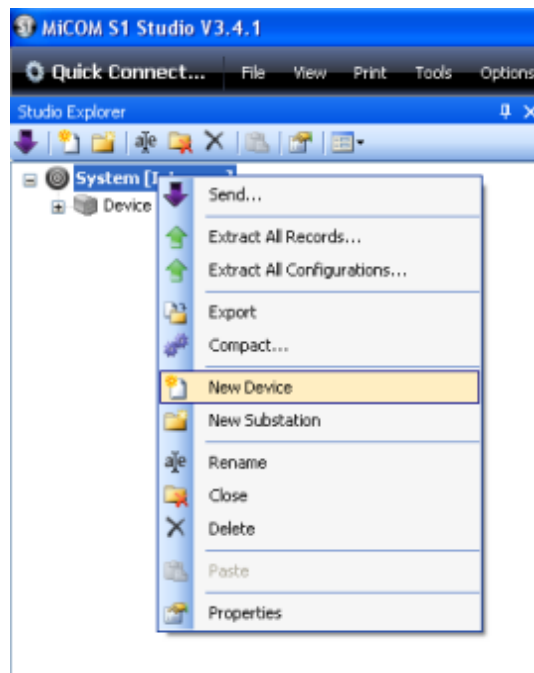 S1 MiCOM S1 Studio V3.4.1
Quick Connect... File View Print Tools Options
Studio Explorer
System
Device
Send...
Extract All Records...
Extract All Configurations...
Export
Compact...
New Device
New Substation
Rename
Close
Delete
Paste
Properties